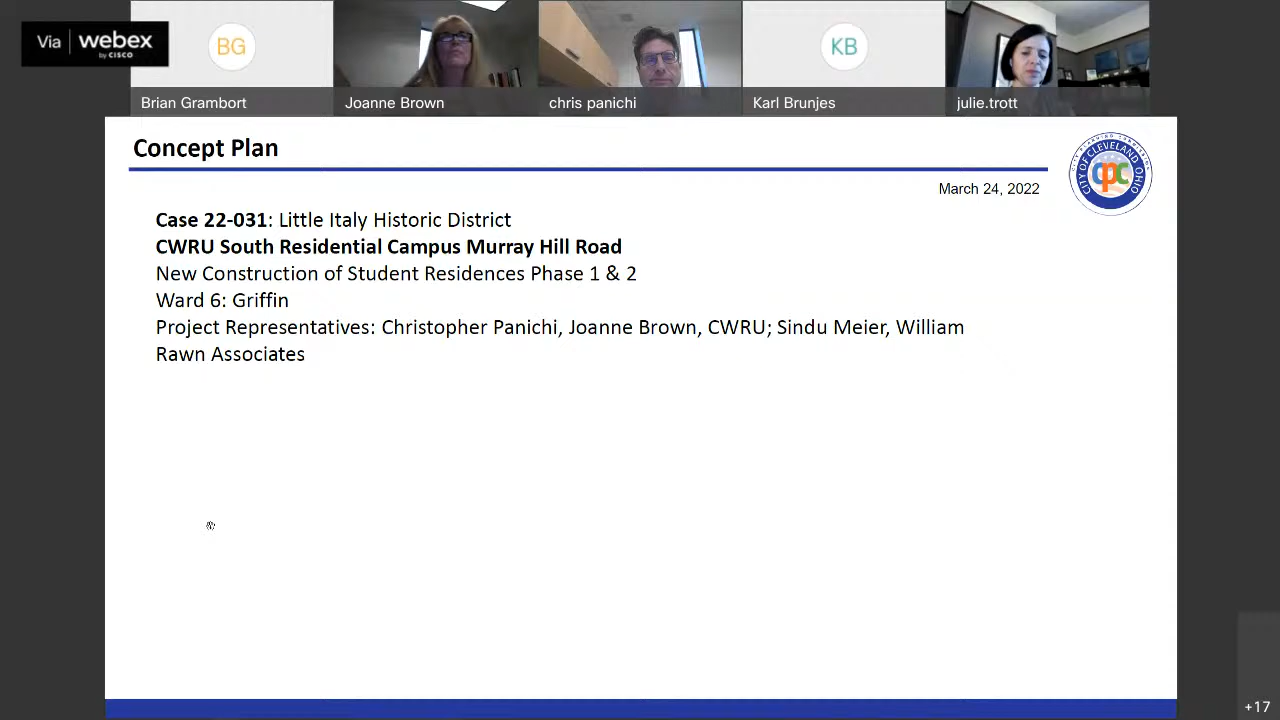 Via webex
by CISCO
BG
KB
Brian Grambort
Joanne Brown
chris panichi
Karl Brunjes
julie.trott
Concept Plan
CITY PLANNING COMMISSION
CITY OF CLEVELAND OHIO
cpc
March 24, 2022
Case 22-031: Little Italy Historic District
CWRU South Residential Campus Murray Hill Road
New Construction of Student Residences Phase 1 & 2
Ward 6: Griffin
Project Representatives: Christopher Panichi, Joanne Brown, CWRU; Sindu Meier, William
Rawn Associates
+17